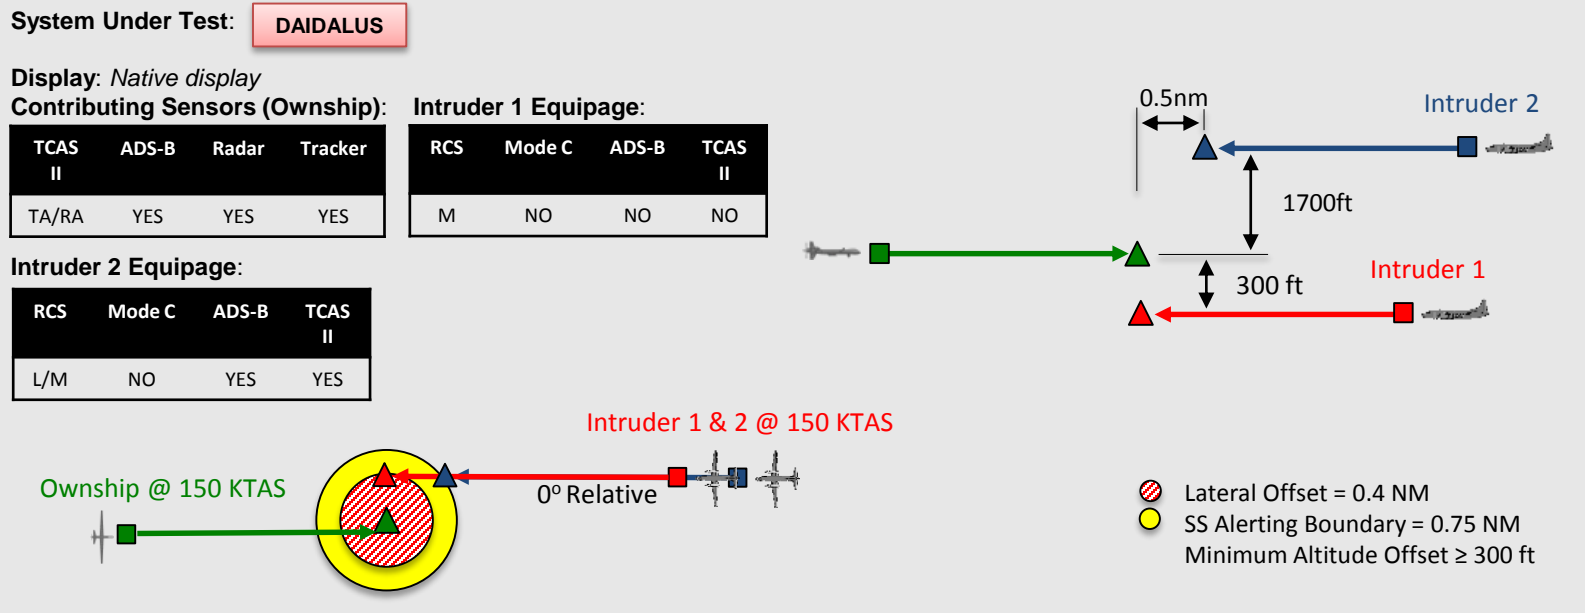 System Under Test: DAIDALUS
Display: Native display
Contributing Sensors (Ownship):
TCAS II ADS-B Radar Tracker
TA/RA YES YES YES
Intruder 1 Equipage:
RCS Mode C ADS-B TCAS II
M NO NO NO
Intruder 2 Equipage:
RCS Mode C ADS-B TCAS II
L/M NO YES YES
0.5nm
Intruder 2
1700ft
Intruder 1
300 ft
Intruder 1 & 2 @ 150 KTAS
Ownship @ 150 KTAS
0º Relative
Lateral Offset = 0.4 NM
SS Alerting Boundary = 0.75 NM
Minimum Altitude Offset ≥ 300 ft